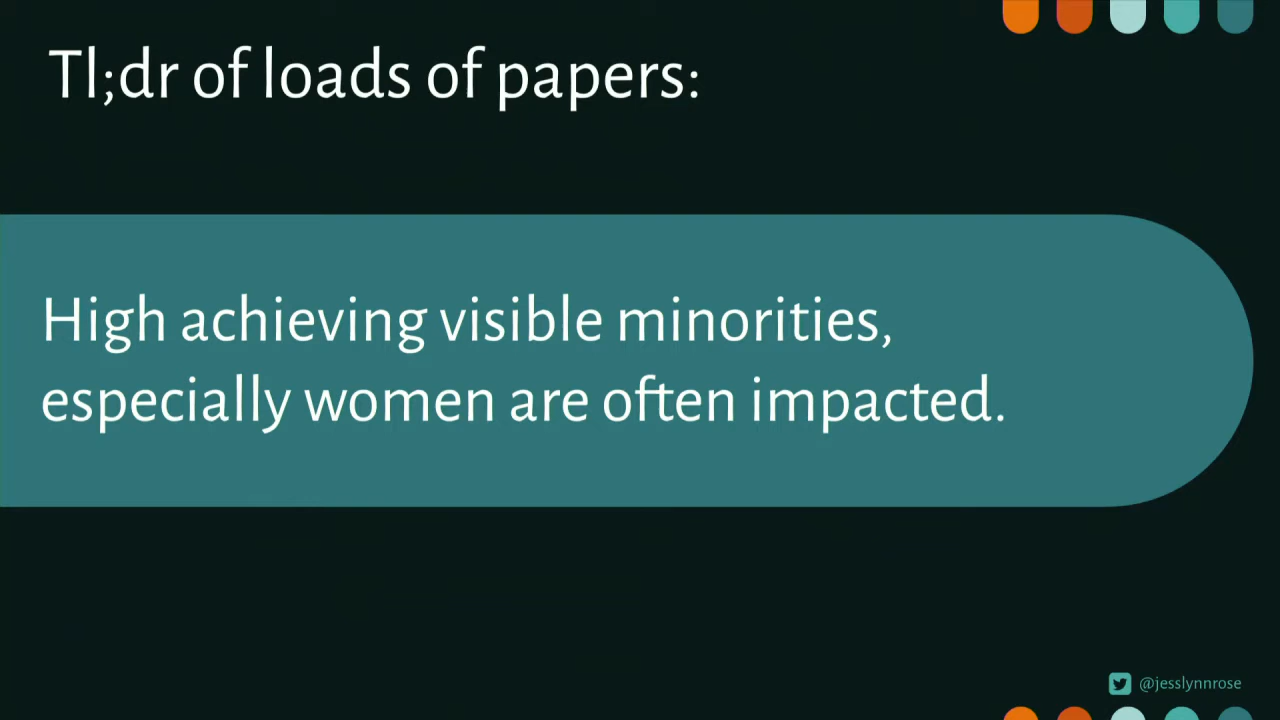 Tl;dr of loads of papers:
High achieving visible minorities,
especially women are often impacted.
@jesslynnrose